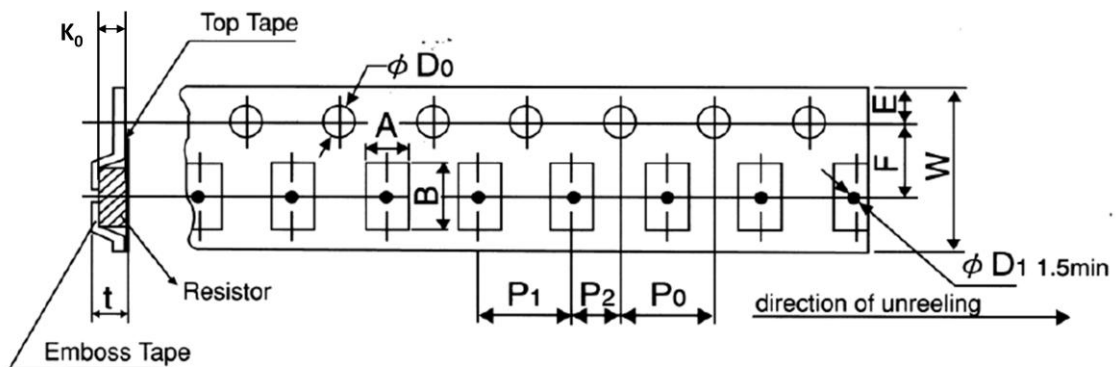 K₀
Top Tape
φ D₀
A
E
B
F
W
φ D₁ 1.5min
P₁ P₂ P₀
direction of unreeling
Resistor
t
Emboss Tape